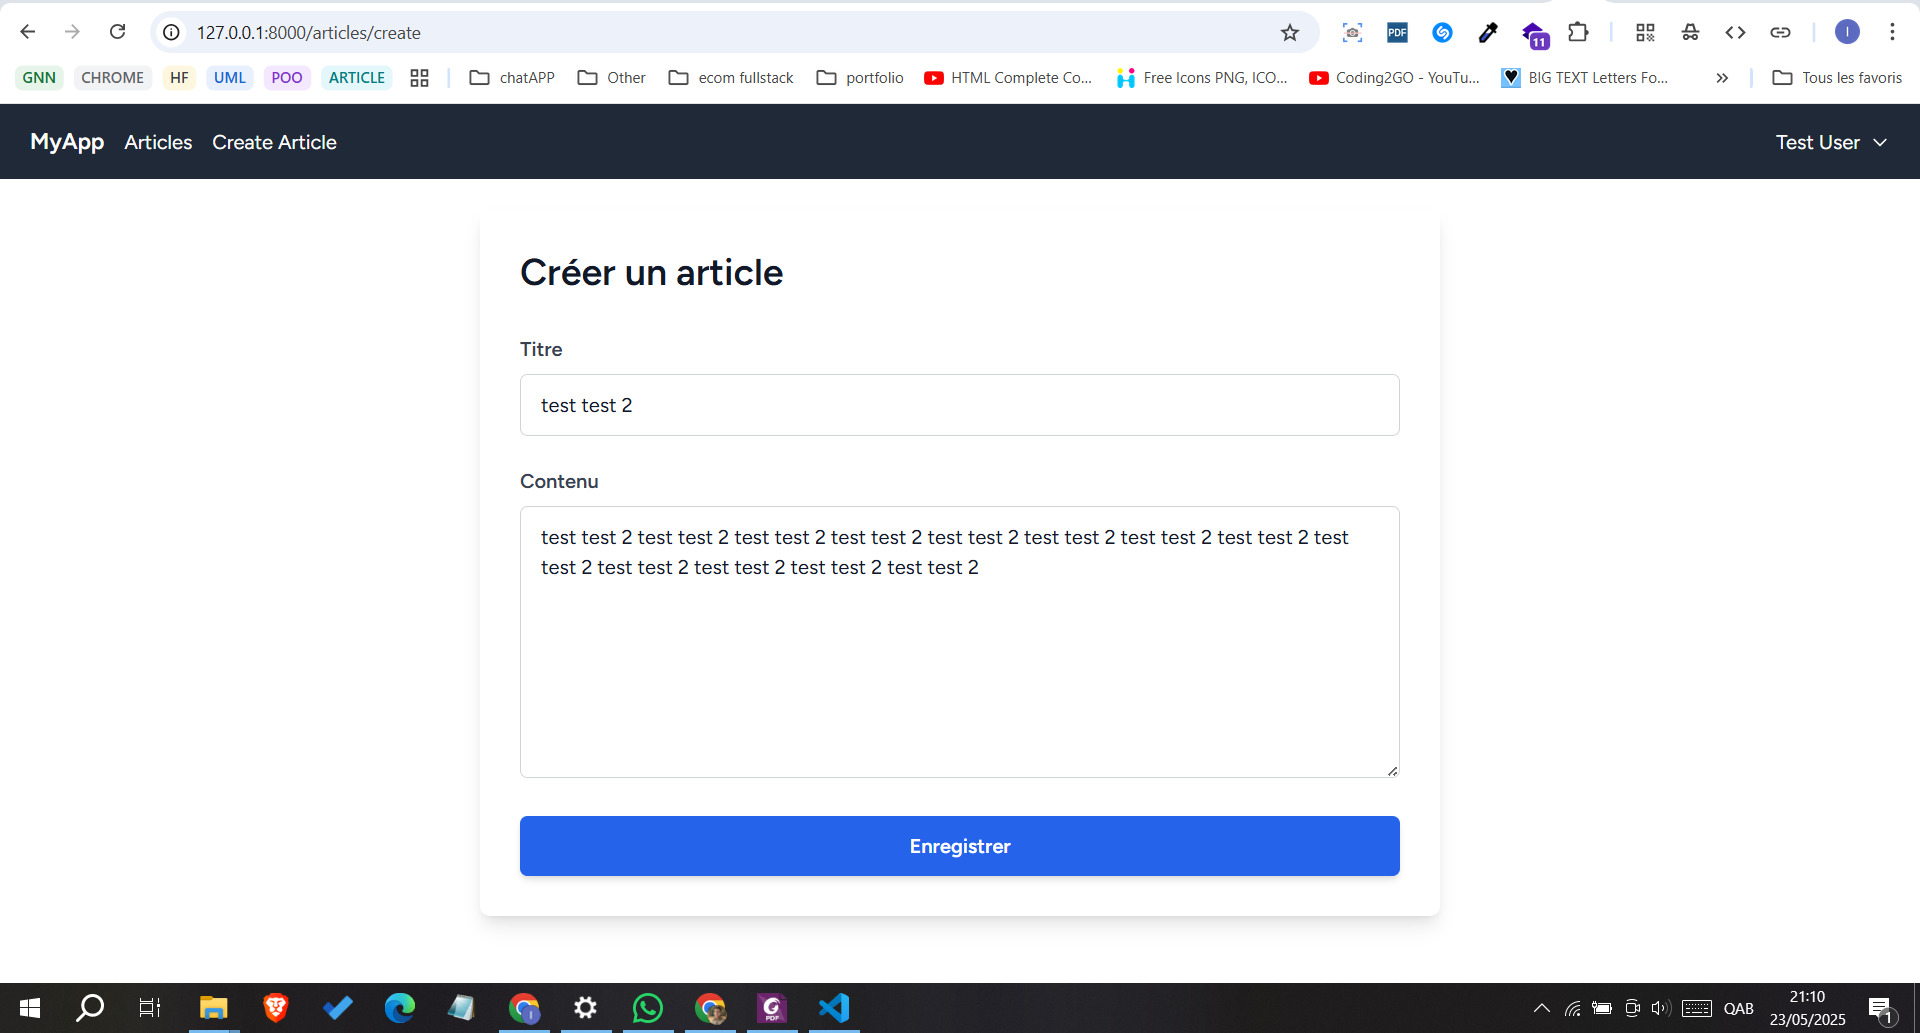 127.0.0.1:8000/articles/create
PDF
11
I
GNN CHROME HF UML POO ARTICLE chatAPP Other ecom fullstack portfolio HTML Complete Co... Free Icons PNG, ICO... Coding2GO - YouTu... BIG TEXT Letters Fo... » Tous les favoris
MyApp Articles Create Article Test User
Créer un article
Titre
test test 2
Contenu
test test 2 test test 2 test test 2 test test 2 test test 2 test test 2 test test 2 test test 2 test
test 2 test test 2 test test 2 test test 2 test test 2
Enregistrer
I
G
PDF
QAB
21:10
23/05/2025
1